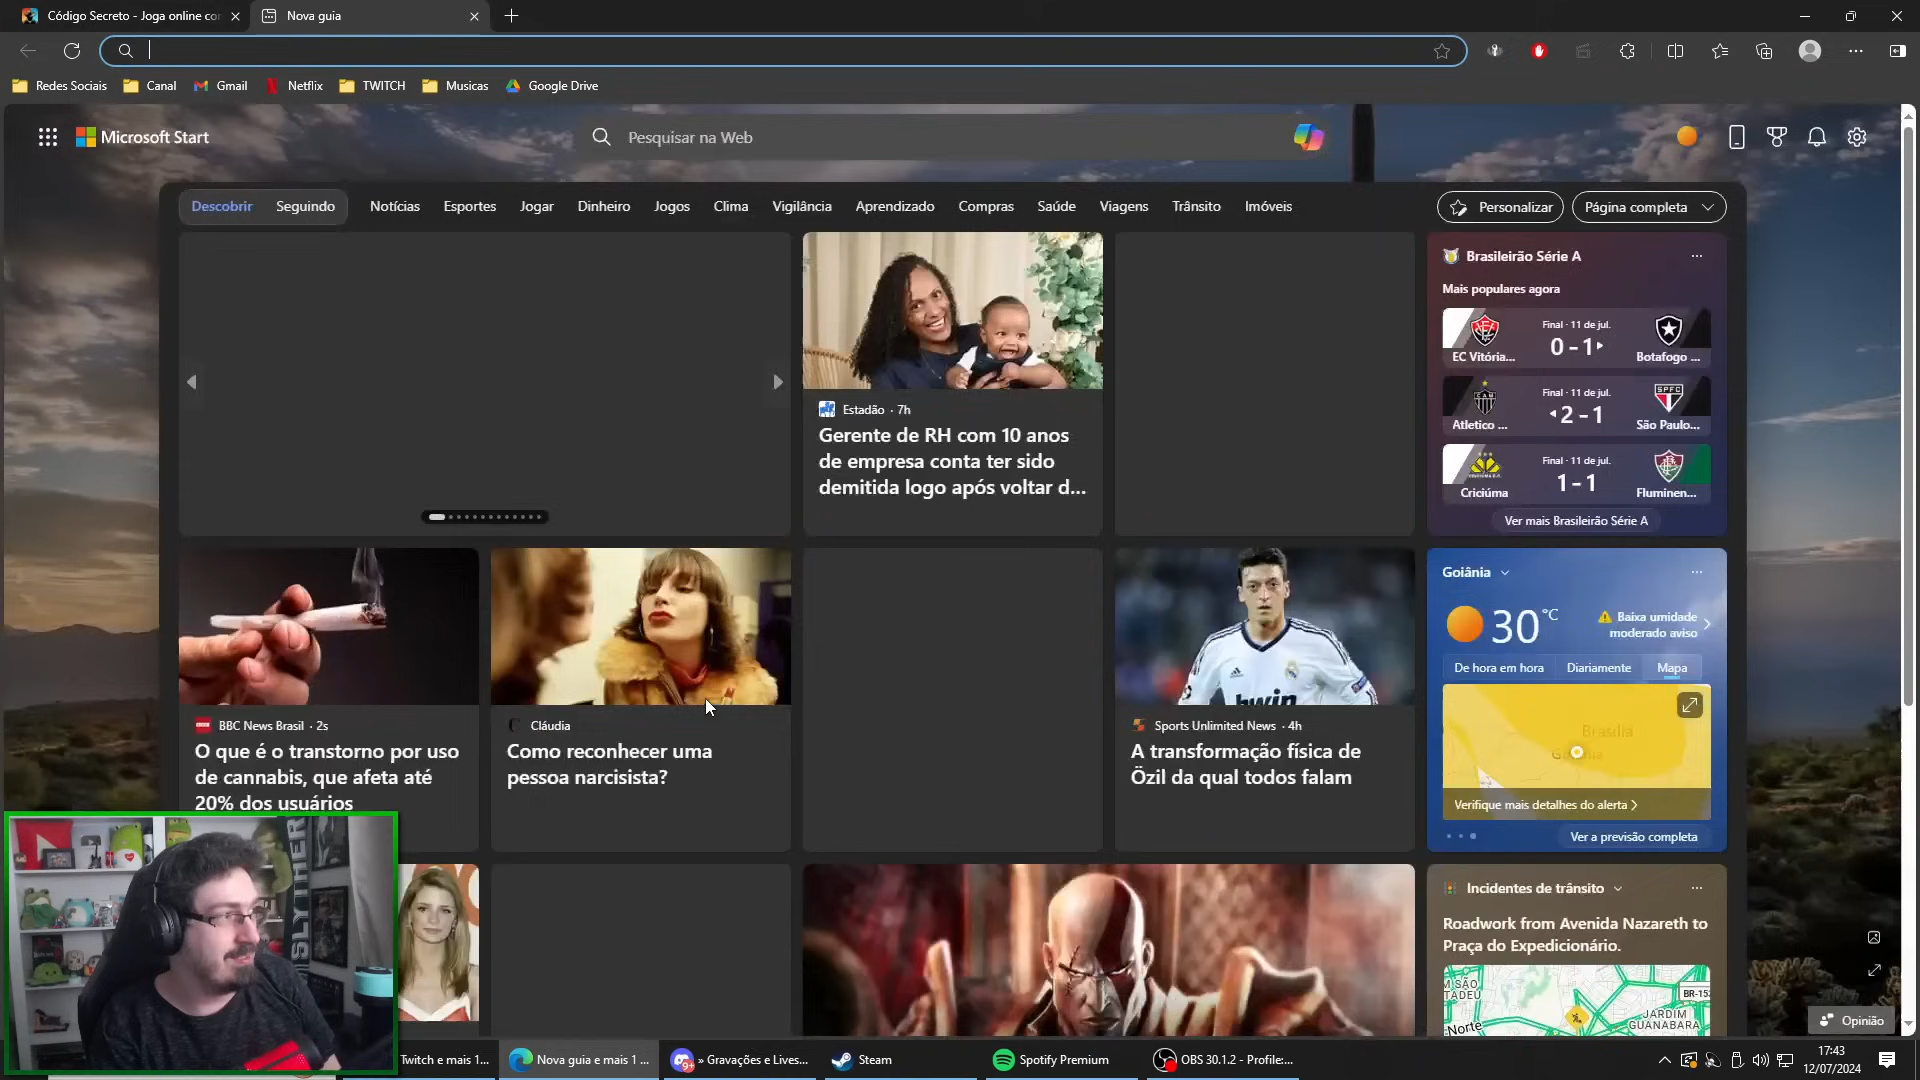 Código Secreto - Joga online co
Nova guia
Redes Sociais
Canal
Gmail
Netflix
TWITCH
Musicas
Google Drive
Microsoft Start
Pesquisar na Web
Descobrir
Seguindo
Notícias
Esportes
Jogar
Dinheiro
Jogos
Clima
Vigilância
Aprendizado
Compras
Saúde
Viagens
Trânsito
Imóveis
Personalizar
Página completa
Estadão · 7h
Gerente de RH com 10 anos
de empresa conta ter sido
demitida logo após voltar d...
Brasileirão Série A
Mais populares agora
Final · 11 de jul.
EC Vitória...
0 - 1
Botafogo ...
Final · 11 de jul.
Atletico ...
2 - 1
SPFC
São Paulo...
Final · 11 de jul.
Criciúma
1 - 1
Fluminen...
Ver mais Brasileirão Série A
BBC News Brasil · 2s
O que é o transtorno por uso
de cannabis, que afeta até
20% dos usuários
Cláudia
Como reconhecer uma
pessoa narcisista?
bwin
Sports Unlimited News · 4h
A transformação física de
Özil da qual todos falam
Goiânia
30 °C
Baixa umidade
moderado aviso
De hora em hora
Diariamente
Mapa
Brasília
Verifique mais detalhes do alerta
Ver a previsão completa
Incidentes de trânsito
Roadwork from Avenida Nazareth to
Praça do Expedicionário.
M SÃO
TADEU
BR-153
Norte
JARDIM
GUANABARA
Opinião
SLYTHER
Twitch e mais 1...
Nova guia e mais 1 ...
9+
» Gravações e Lives...
Steam
Spotify Premium
OBS 30.1.2 - Profile:...
17:43
12/07/2024